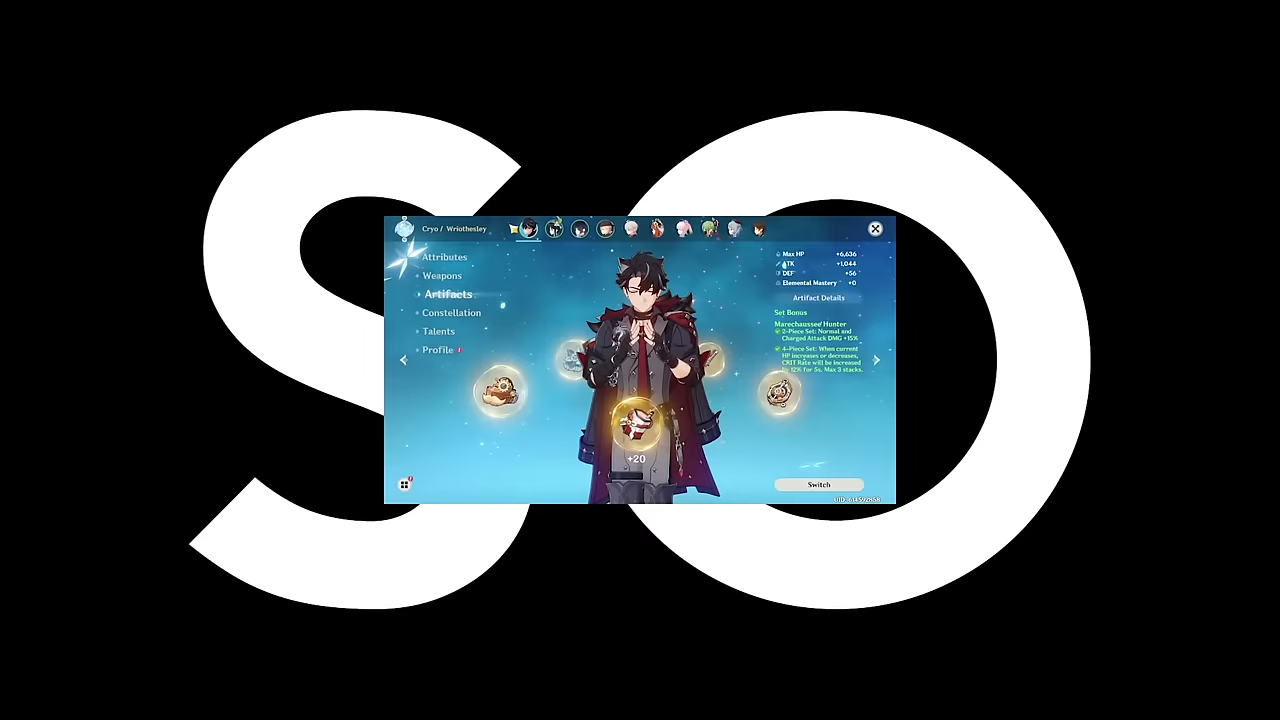 SO
Cryo / Wriothesley
Attributes
Weapons
Artifacts
Constellation
Talents
Profile
Max HP +6,636
ATK +1,044
DEF +56
Elemental Mastery +0
Artifact Details
Set Bonus
Marechaussee Hunter
2-Piece Set: Normal and
Charged Attack DMG +15%
4-Piece Set: When current
HP increases or decreases,
CRIT Rate will be increased
by 12% for 5s. Max 3 stacks.
+20
Switch
UID: 614592858